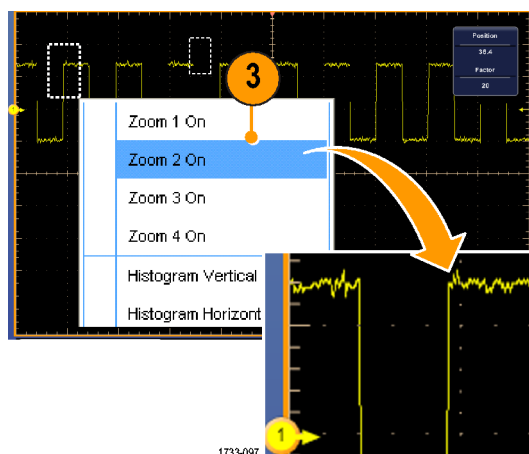 Position
36.4
Factor
20
3
Zoom 1 On
Zoom 2 On
Zoom 3 On
Zoom 4 On
Histogram Vertical
Histogram Horizont
1
1
1733-097